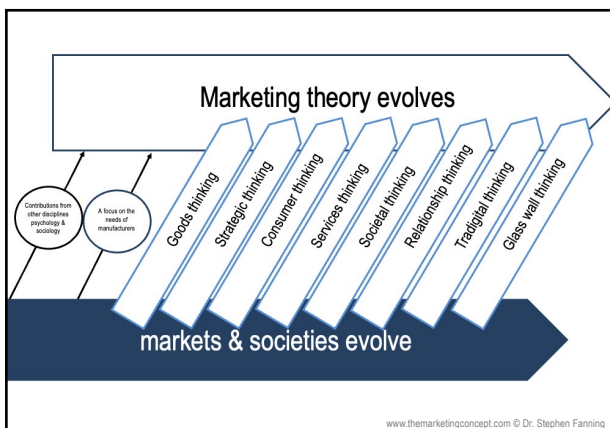 Marketing theory evolves
Contributions from
other disciplines
psychology &
sociology
A focus on the
needs of
manufacturers
Goods thinking
Strategic thinking
Consumer thinking
Services thinking
Societal thinking
Relationship thinking
Tradigital thinking
Glass wall thinking
markets & societies evolve
www.themarketingconcept.com © Dr. Stephen Fanning